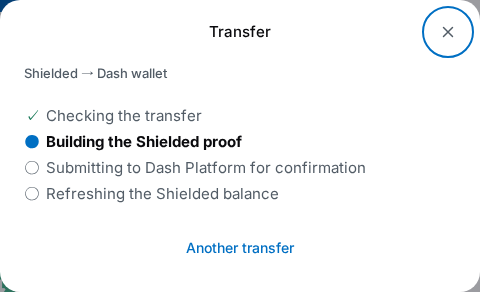 Transfer
Shielded → Dash wallet
Checking the transfer
Building the Shielded proof
Submitting to Dash Platform for confirmation
Refreshing the Shielded balance
Another transfer